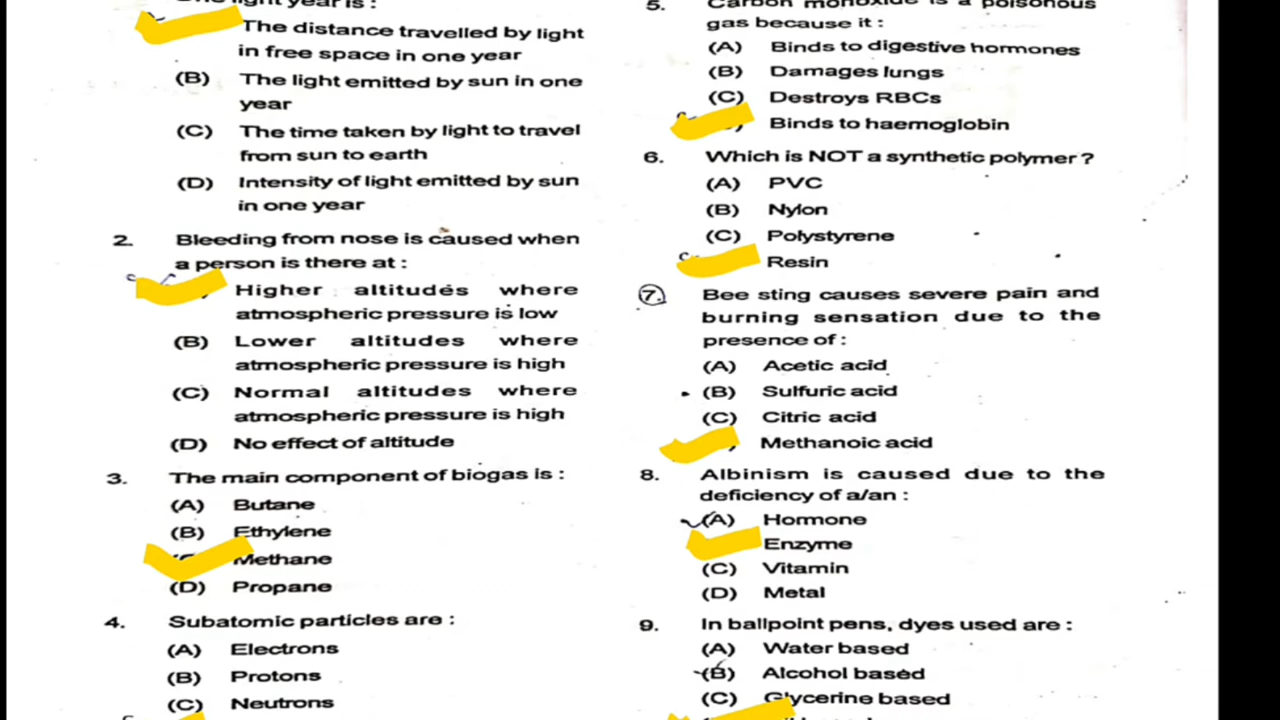 year is :
The distance travelled by light
in free space in one year
(B) The light emitted by sun in one
year
(C) The time taken by light to travel
from sun to earth
(D) Intensity of light emitted by sun
in one year
2. Bleeding from nose is caused when
a person is there at :
Higher altitudes where
atmospheric pressure is low
(B) Lower altitudes where
atmospheric pressure is high
(C) Normal altitudes where
atmospheric pressure is high
(D) No effect of altitude
3. The main component of biogas is :
(A) Butane
(B) Ethylene
Methane
(D) Propane
4. Subatomic particles are :
(A) Electrons
(B) Protons
(C) Neutrons
5. Carbon monoxide is a poisonous
gas because it :
(A) Binds to digestive hormones
(B) Damages lungs
(C) Destroys RBCs
Binds to haemoglobin
6. Which is NOT a synthetic polymer ?
(A) PVC
(B) Nylon
(C) Polystyrene
Resin
7. Bee sting causes severe pain and
burning sensation due to the
presence of :
(A) Acetic acid
(B) Sulfuric acid
(C) Citric acid
Methanoic acid
8. Albinism is caused due to the
deficiency of a/an :
(A) Hormone
Enzyme
(C) Vitamin
(D) Metal
9. In ballpoint pens, dyes used are :
(A) Water based
(B) Alcohol based
(C) Glycerine based